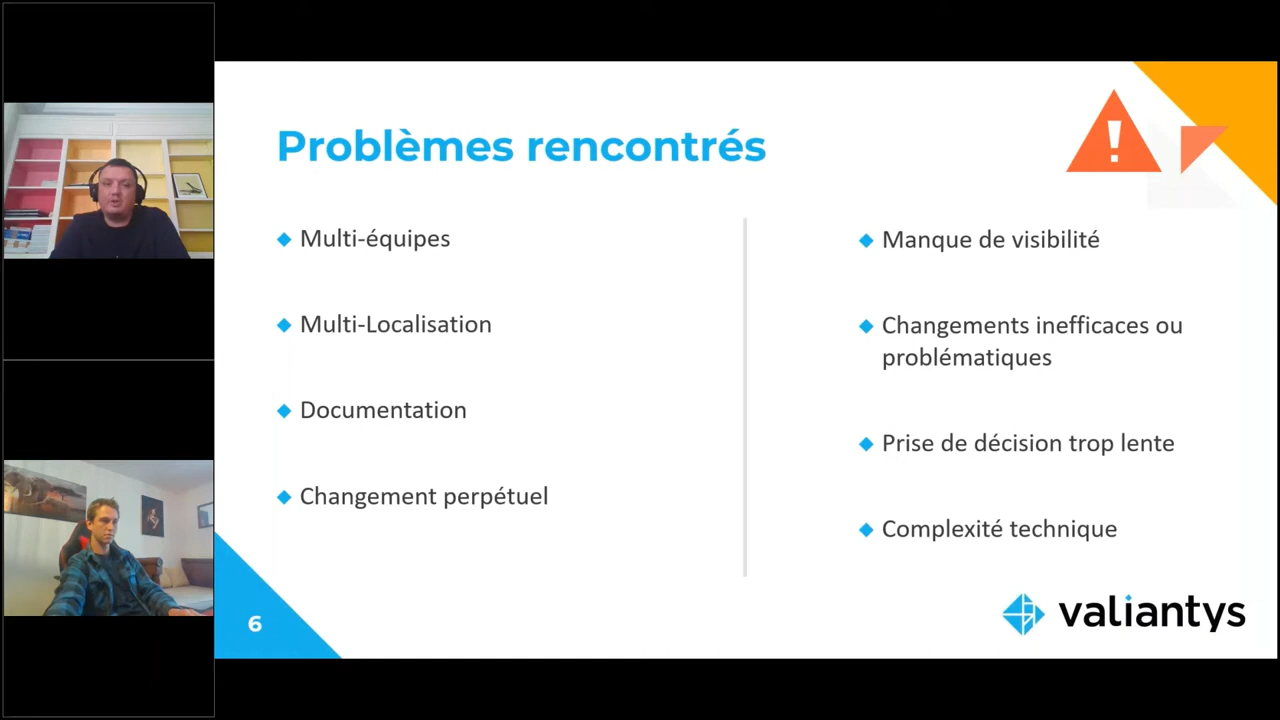 Problèmes rencontrés
Multi-équipes
Multi-Localisation
Documentation
Changement perpétuel
Manque de visibilité
Changements inefficaces ou
problématiques
Prise de décision trop lente
Complexité technique
6
valiantys